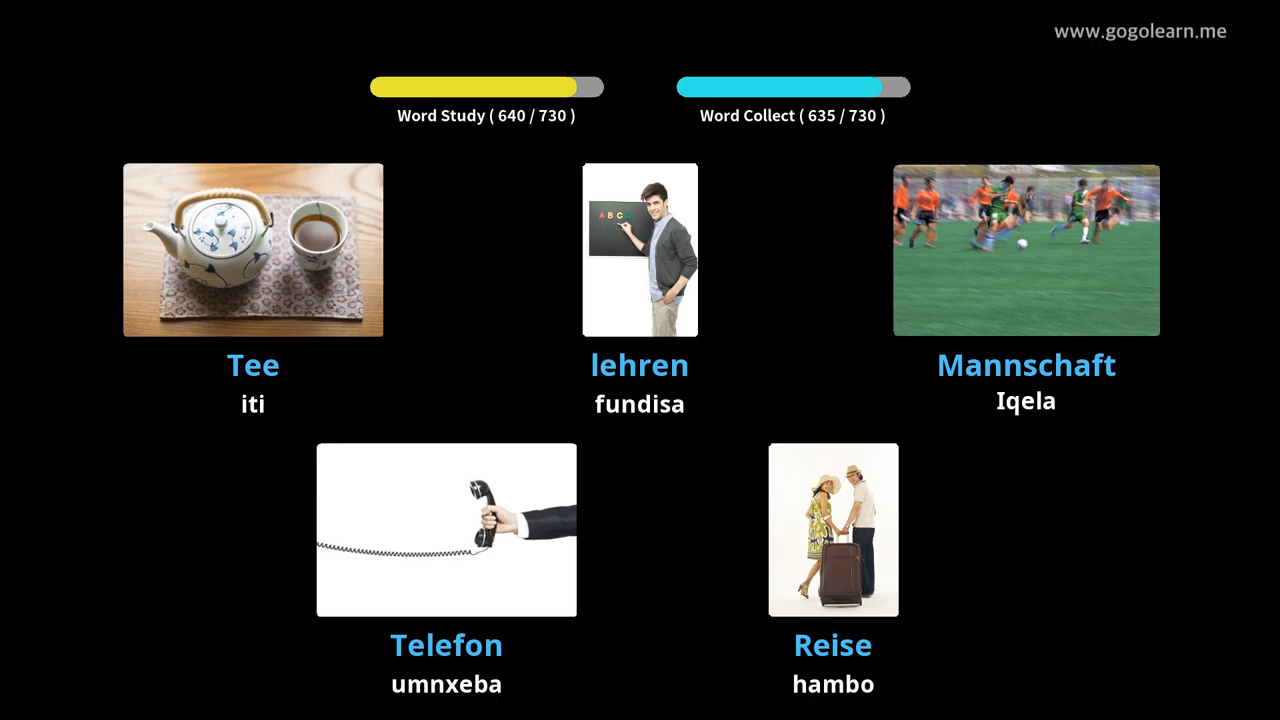 www.gogolearn.me
Word Study ( 640 / 730 )
Word Collect ( 635 / 730 )
A B C D
Tee
iti
lehren
fundisa
Mannschaft
Iqela
Telefon
umnxeba
Reise
hambo